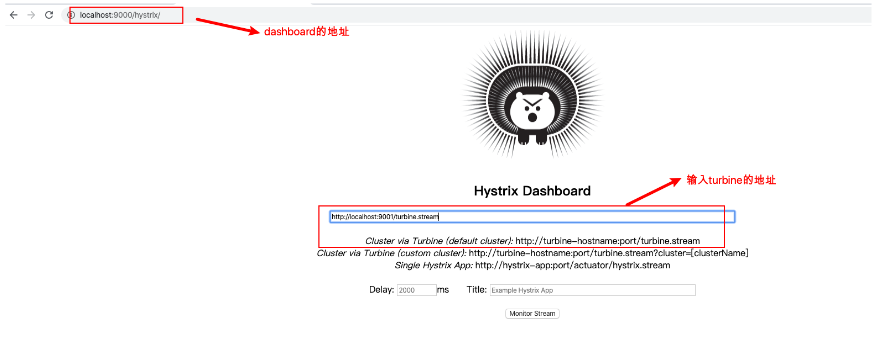 localhost:9000/hystrix/
dashboard的地址
Hystrix Dashboard
输入turbine的地址
http://localhost:9001/turbine.stream
Cluster via Turbine (default cluster): http://turbine-hostname:port/turbine.stream
Cluster via Turbine (custom cluster): http://turbine-hostname:port/turbine.stream?cluster=[clusterName]
Single Hystrix App: http://hystrix-app:port/actuator/hystrix.stream
Delay: 2000 ms Title: Example Hystrix App
Monitor Stream